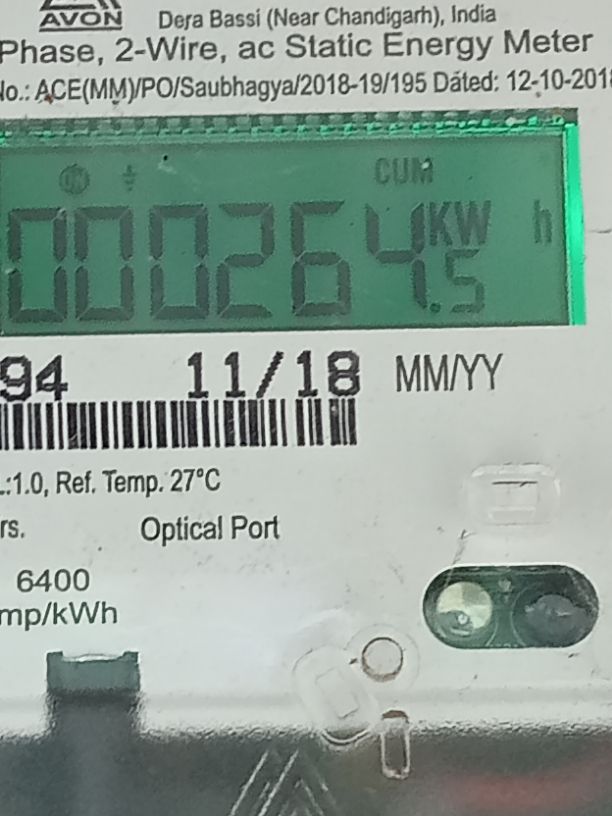 AVON Dera Bassi (Near Chandigarh), India
Phase, 2-Wire, ac Static Energy Meter
No.: ACE(MM)/PO/Saubhagya/2018-19/195 Dated: 12-10-2018
CUM
000264.5 KW h
94 11/18 MM/YY
.:1.0, Ref. Temp. 27°C
rs. Optical Port
6400
mp/kWh